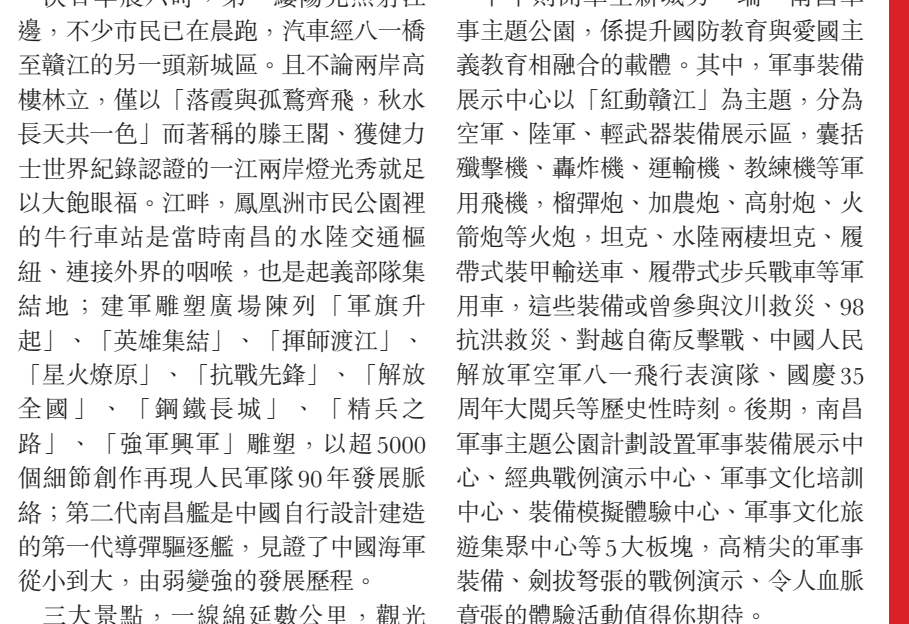 邊，不少市民已在晨跑，汽車經八一橋
至贛江的另一頭新城區。且不論兩岸高
樓林立，僅以「落霞與孤鶩齊飛，秋水
長天共一色」而著稱的滕王閣、獲健力
士世界紀錄認證的一江兩岸燈光秀就足
以大飽眼福。江畔，鳳凰洲市民公園裡
的牛行車站是當時南昌的水陸交通樞
紐、連接外界的咽喉，也是起義部隊集
結地；建軍雕塑廣場陳列「軍旗升
起」、「英雄集結」、「揮師渡江」、
「星火燎原」、「抗戰先鋒」、「解放
全國」、「鋼鐵長城」、「精兵之
路」、「強軍興軍」雕塑，以超5000
個細節創作再現人民軍隊90年發展脈
絡；第二代南昌艦是中國自行設計建造
的第一代導彈驅逐艦，見證了中國海軍
從小到大，由弱變強的發展歷程。
三大景點，一線綿延數公里，觀光
事主題公園，係提升國防教育與愛國主
義教育相融合的載體。其中，軍事裝備
展示中心以「紅動贛江」為主題，分為
空軍、陸軍、輕武器裝備展示區，囊括
殲擊機、轟炸機、運輸機、教練機等軍
用飛機，榴彈炮、加農炮、高射炮、火
箭炮等火炮，坦克、水陸兩棲坦克、履
帶式裝甲輸送車、履帶式步兵戰車等軍
用車，這些裝備或曾參與汶川救災、98
抗洪救災、對越自衛反擊戰、中國人民
解放軍空軍八一飛行表演隊、國慶35
周年大閱兵等歷史性時刻。後期，南昌
軍事主題公園計劃設置軍事裝備展示中
心、經典戰例演示中心、軍事文化培訓
中心、裝備模擬體驗中心、軍事文化旅
遊集聚中心等5大板塊，高精尖的軍事
裝備、劍拔弩張的戰例演示、令人血脈
賁張的體驗活動值得你期待。